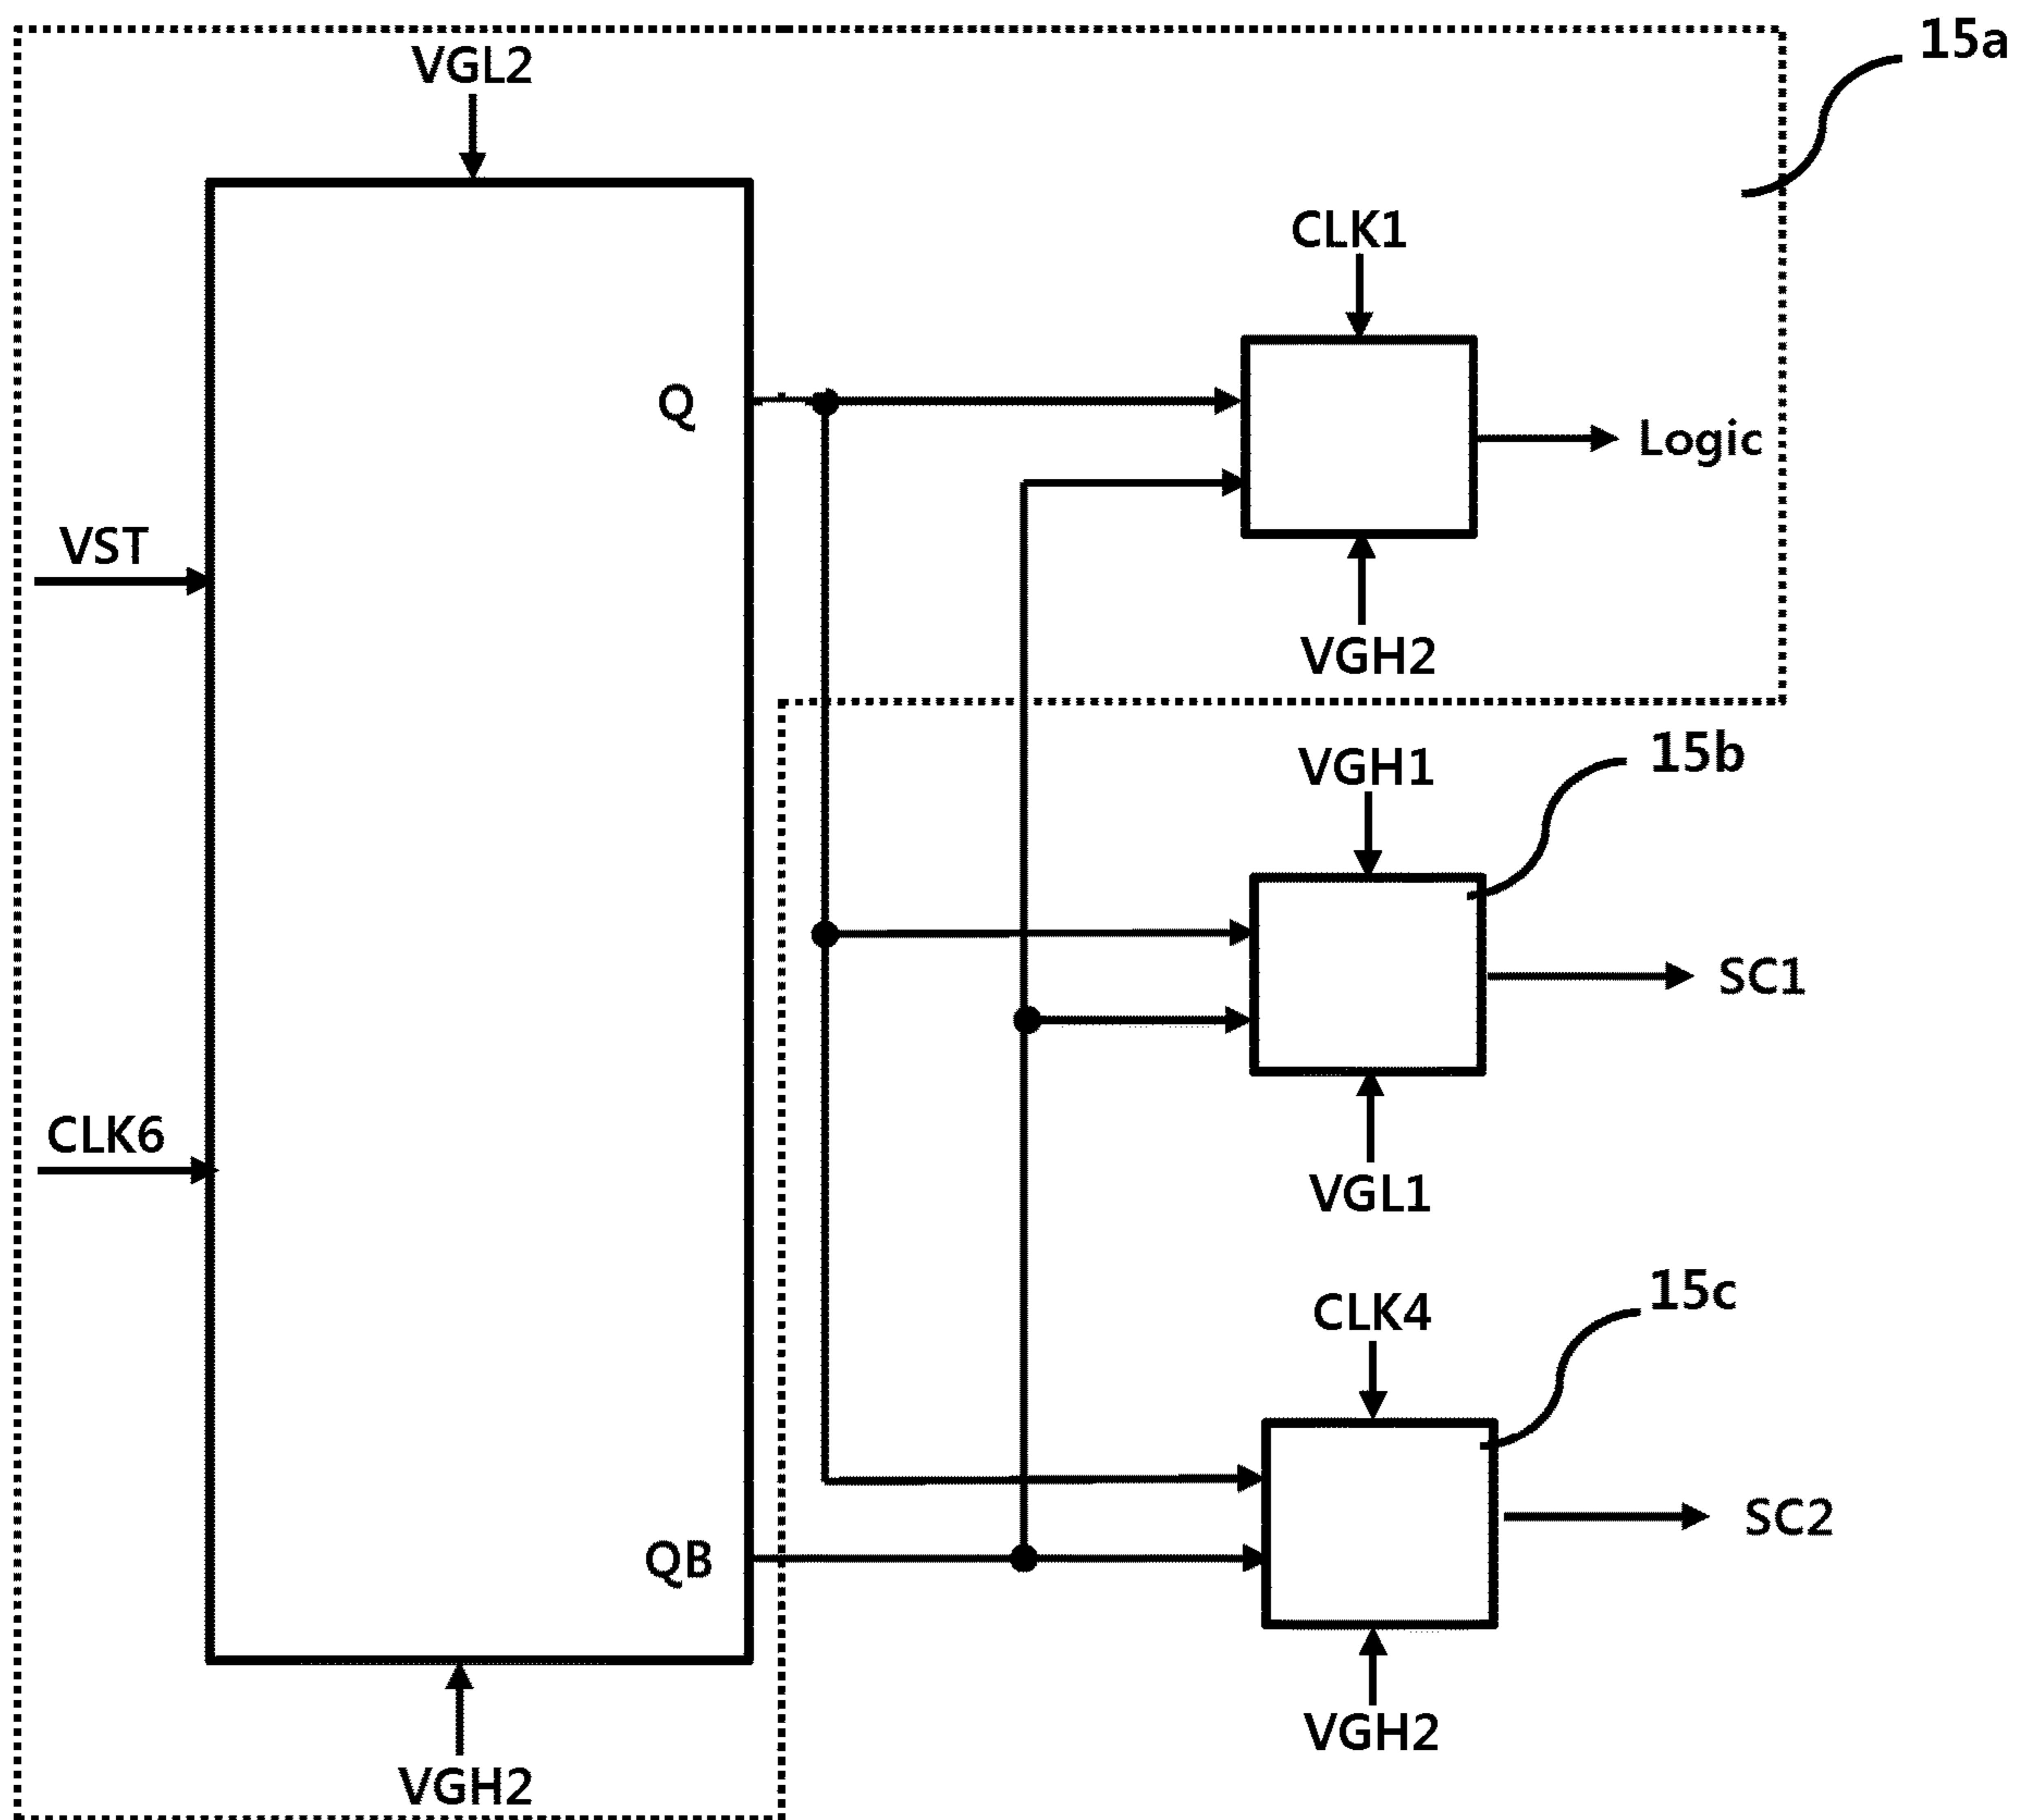 15a
VGL2
CLK1
Q
Logic
VST
VGH2
15b
VGH1
SC1
CLK6
VGL1
15c
CLK4
SC2
QB
VGH2
VGH2